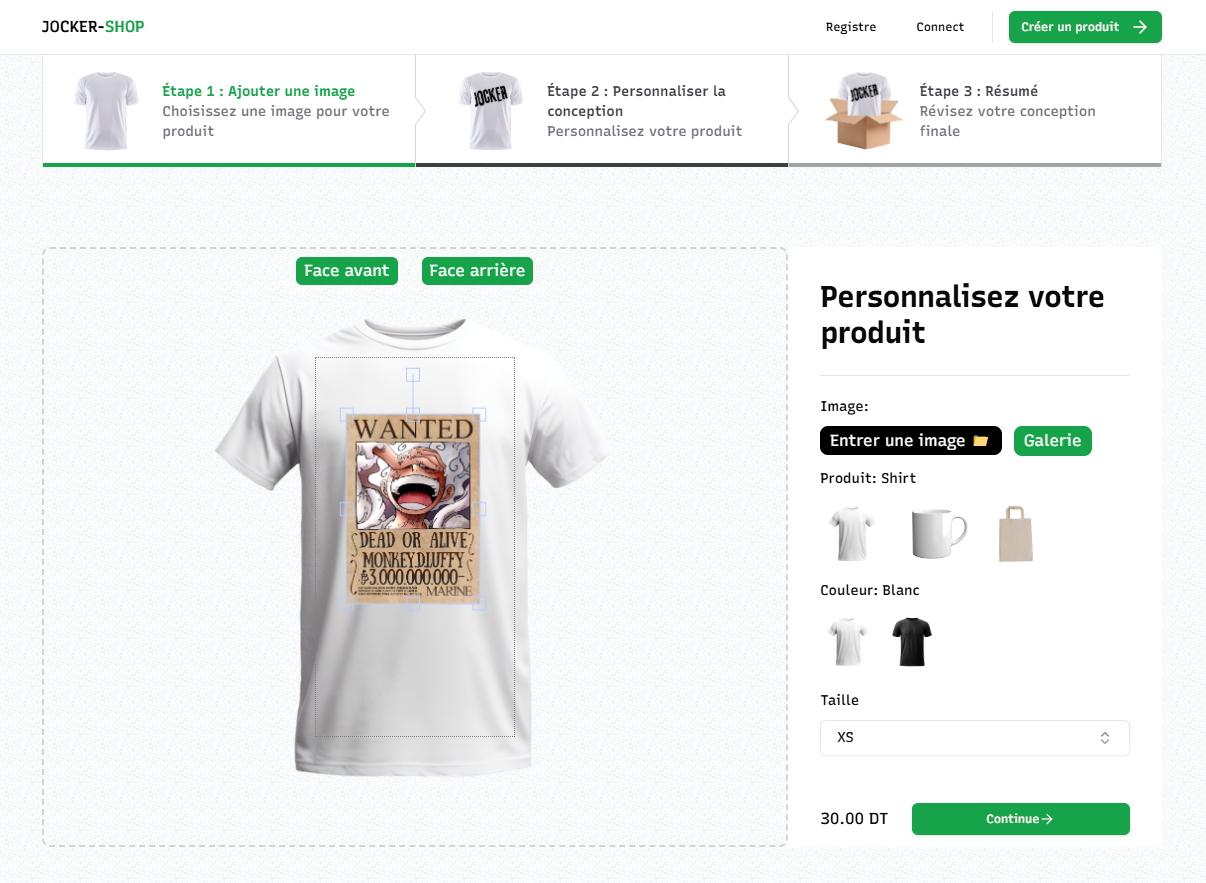 JOCKER-SHOP
Registre
Connect
Créer un produit
Étape 1 : Ajouter une image
Choisissez une image pour votre
produit
JOCKER
Étape 2 : Personnaliser la
conception
Personnalisez votre produit
JOCKER
Étape 3 : Résumé
Révisez votre conception
finale
Face avant
Face arrière
WANTED
DEAD OR ALIVE
MONKEY.D.LUFFY
฿3.000.000.000-
MARINE
Personnalisez votre
produit
Image:
Entrer une image
Galerie
Produit: Shirt
Couleur: Blanc
Taille
XS
30.00 DT
Continue